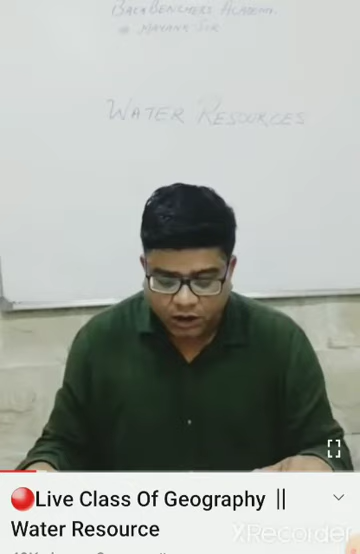 BACKBENCHERS ACADEMY.
MAYANK SIR
WATER RESOURCES
🔴Live Class Of Geography ||
Water Resource
XRecorder